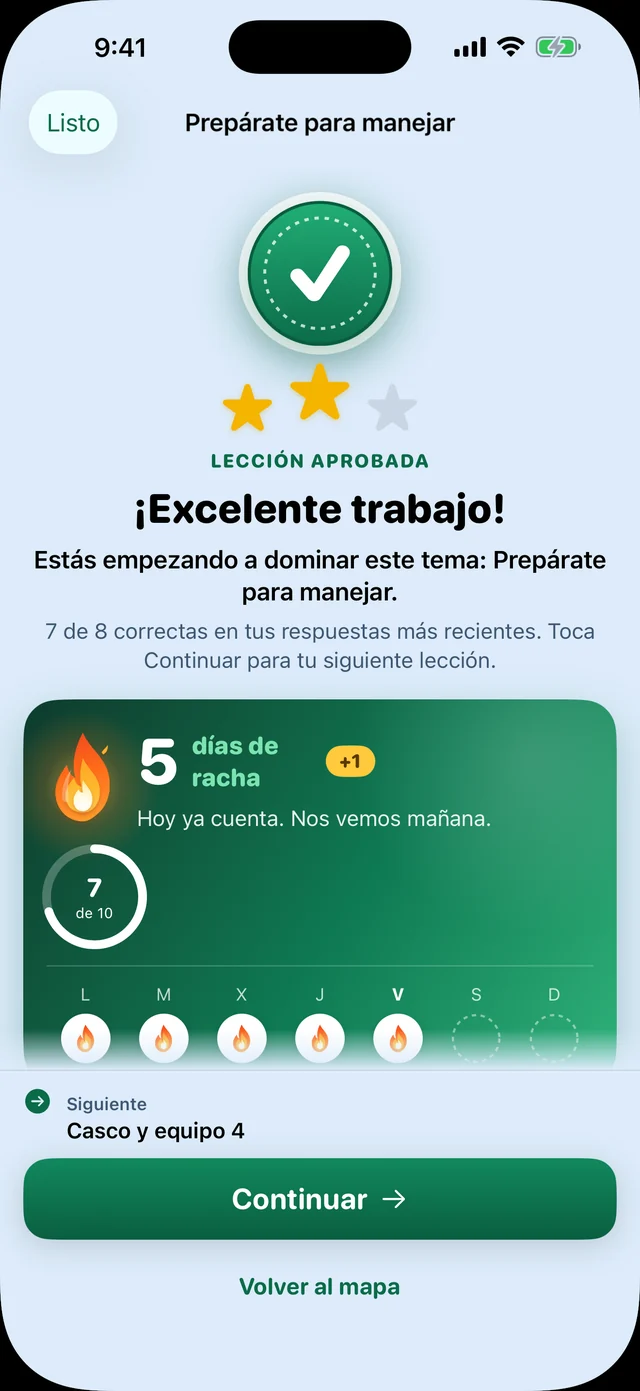 9:41
Listo
Prepárate para manejar
LECCIÓN APROBADA
¡Excelente trabajo!
Estás empezando a dominar este tema: Prepárate
para manejar.
7 de 8 correctas en tus respuestas más recientes. Toca
Continuar para tu siguiente lección.
5 días de
racha
+1
Hoy ya cuenta. Nos vemos mañana.
7
de 10
L M X J V S D
Siguiente
Casco y equipo 4
Continuar →
Volver al mapa